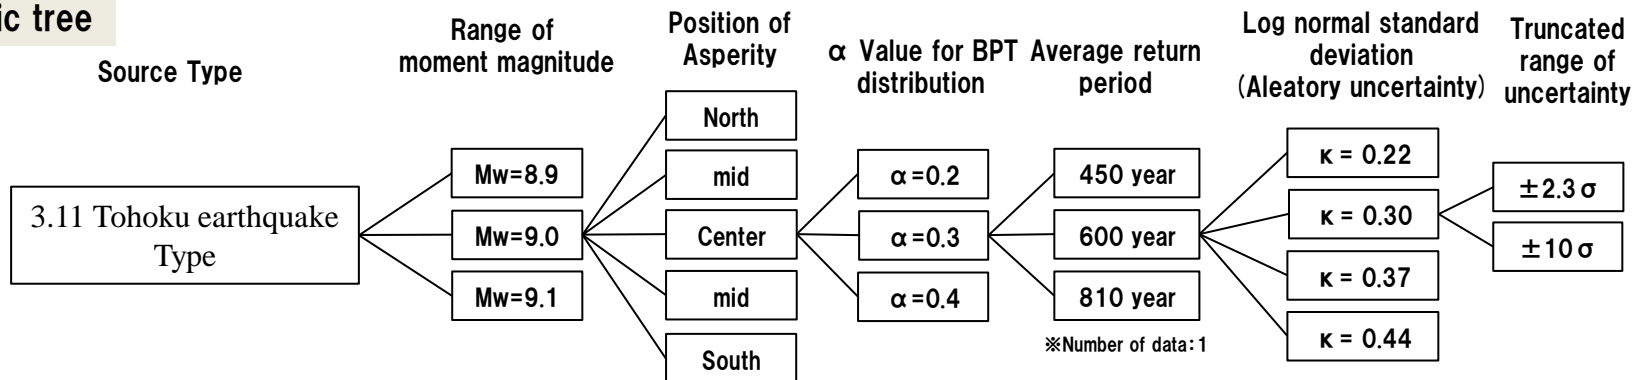 ic tree
Source Type
Range of
moment magnitude
Position of
Asperity
α Value for BPT
distribution
Average return
period
Log normal standard
deviation
(Aleatory uncertainty)
Truncated
range of
uncertainty
3.11 Tohoku earthquake
Type
Mw=8.9
Mw=9.0
Mw=9.1
North
mid
Center
mid
South
α=0.2
α=0.3
α=0.4
450 year
600 year
810 year
※Number of data:1
κ = 0.22
κ = 0.30
κ = 0.37
κ = 0.44
±2.3σ
±10σ